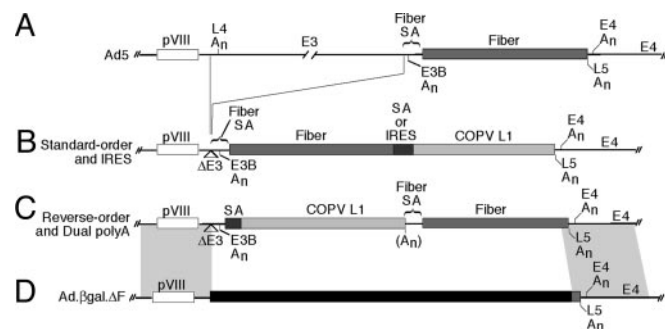 A
Ad5
pVIII
L4
An
E3
Fiber
SA
E3B
An
Fiber
E4
An
E4
L5
An
B
Standard-order
and IRES
pVIII
Fiber
SA
ΔE3
E3B
An
Fiber
SA
or
IRES
COPV L1
E4
An
E4
L5
An
C
Reverse-order
and Dual polyA
pVIII
ΔE3
E3B
An
SA
COPV L1
Fiber
SA
(An)
Fiber
E4
An
E4
L5
An
D
Ad.βgal.ΔF
pVIII
E4
An
E4
L5
An